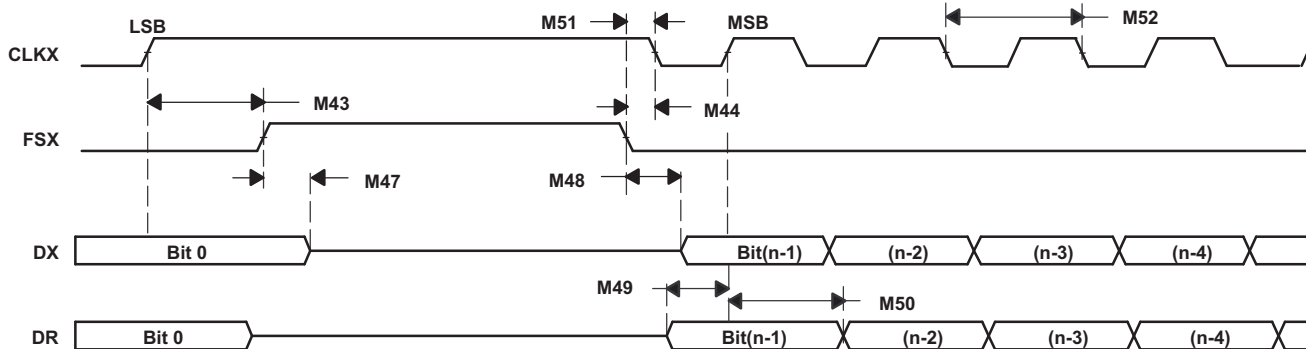 LSB M51 MSB M52
CLKX
M43 M44
FSX
M47 M48
DX Bit 0 Bit(n-1) (n-2) (n-3) (n-4)
M49 M50
DR Bit 0 Bit(n-1) (n-2) (n-3) (n-4)